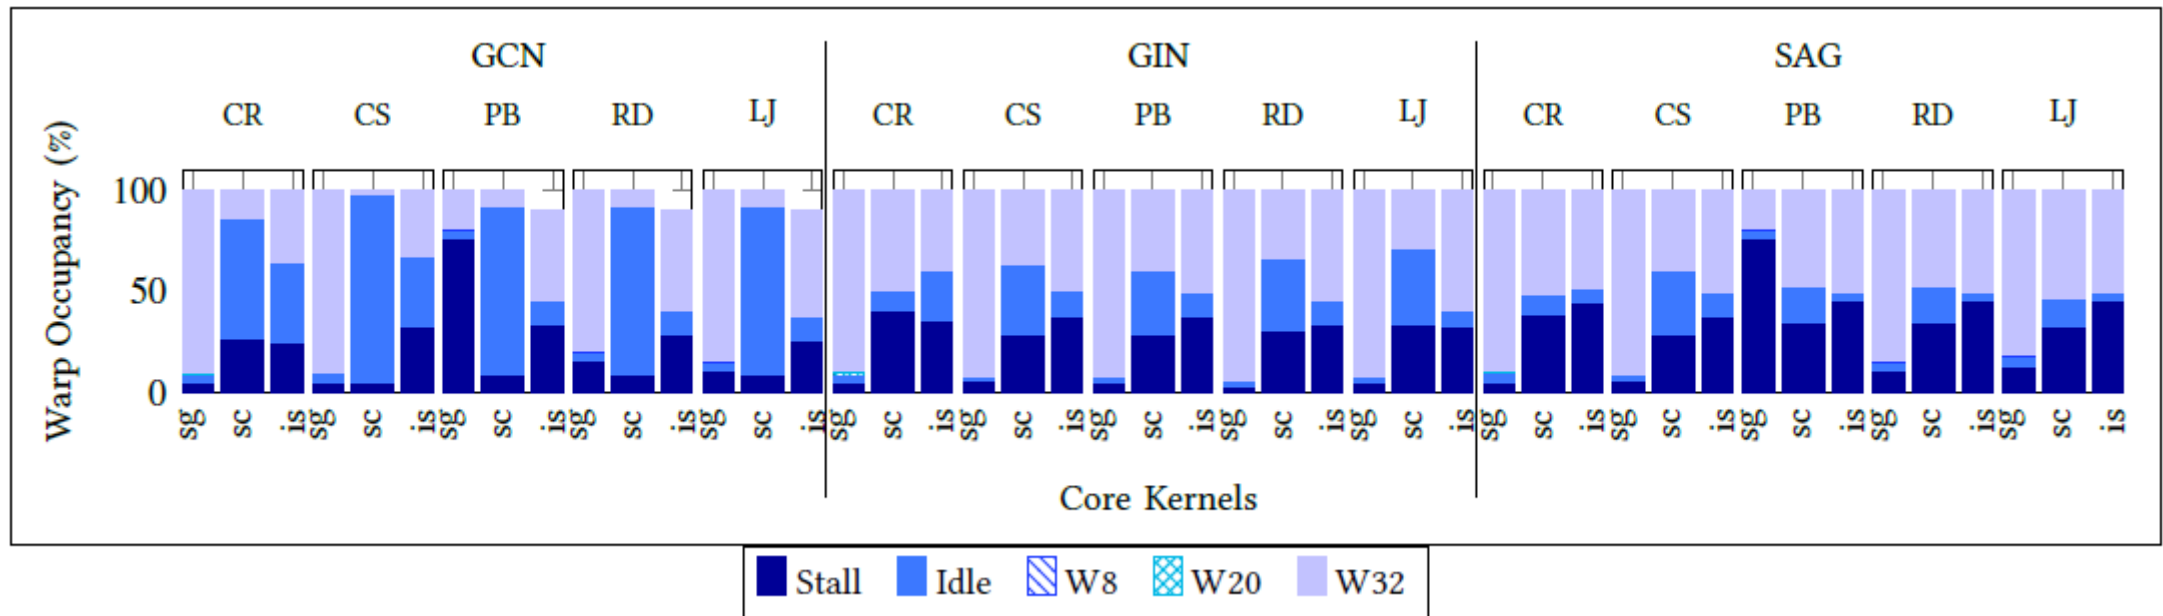 GCN GIN SAG
CR CS PB RD LJ CR CS PB RD LJ CR CS PB RD LJ
Warp Occupancy (%)
100
50
0
sg sc is sg sc is sg sc is sg sc is sg sc is sg sc is sg sc is sg sc is sg sc is sg sc is sg sc is sg sc is sg sc is sg sc is sg sc is
Core Kernels
Stall Idle W8 W20 W32